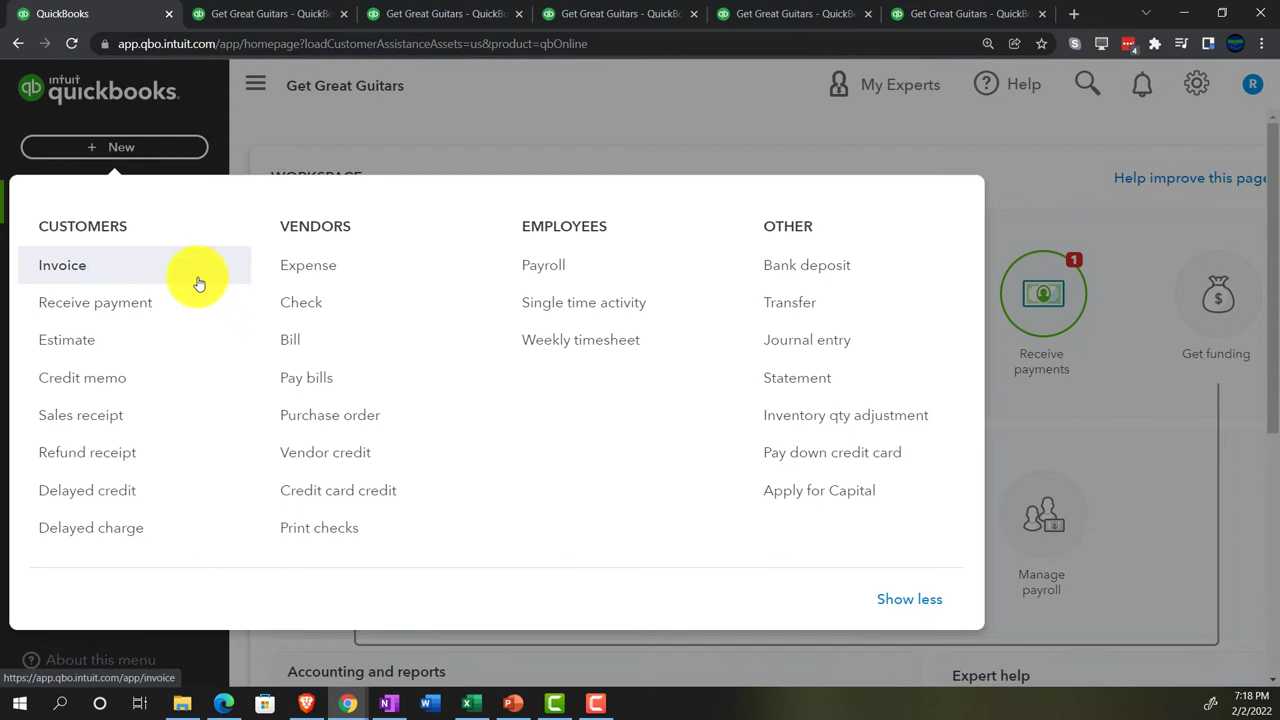 QuickBooks
Get Great Guitars - QuickBo
Get Great Guitars - QuickBooks
Get Great Guitars - QuickBooks
Get Great Guitars - QuickBooks
Get Great Guitars - QuickBo
app.qbo.intuit.com/app/homepage?loadCustomerAssistanceAssets=us&product=qbOnline
4
qb
intuit
quickbooks.
Get Great Guitars
My Experts
Help
R
+ New
WORKSPACE
Help improve this page
CUSTOMERS
Invoice
Receive payment
Estimate
Credit memo
Sales receipt
Refund receipt
Delayed credit
Delayed charge
VENDORS
Expense
Check
Bill
Pay bills
Purchase order
Vendor credit
Credit card credit
Print checks
EMPLOYEES
Payroll
Single time activity
Weekly timesheet
OTHER
Bank deposit
Transfer
Journal entry
Statement
Inventory qty adjustment
Pay down credit card
Apply for Capital
Show less
1
Receive
payments
Get funding
Manage
payroll
About this menu
Accounting and reports
Expert help
https://app.qbo.intuit.com/app/invoice
7:18 PM
2/2/2022